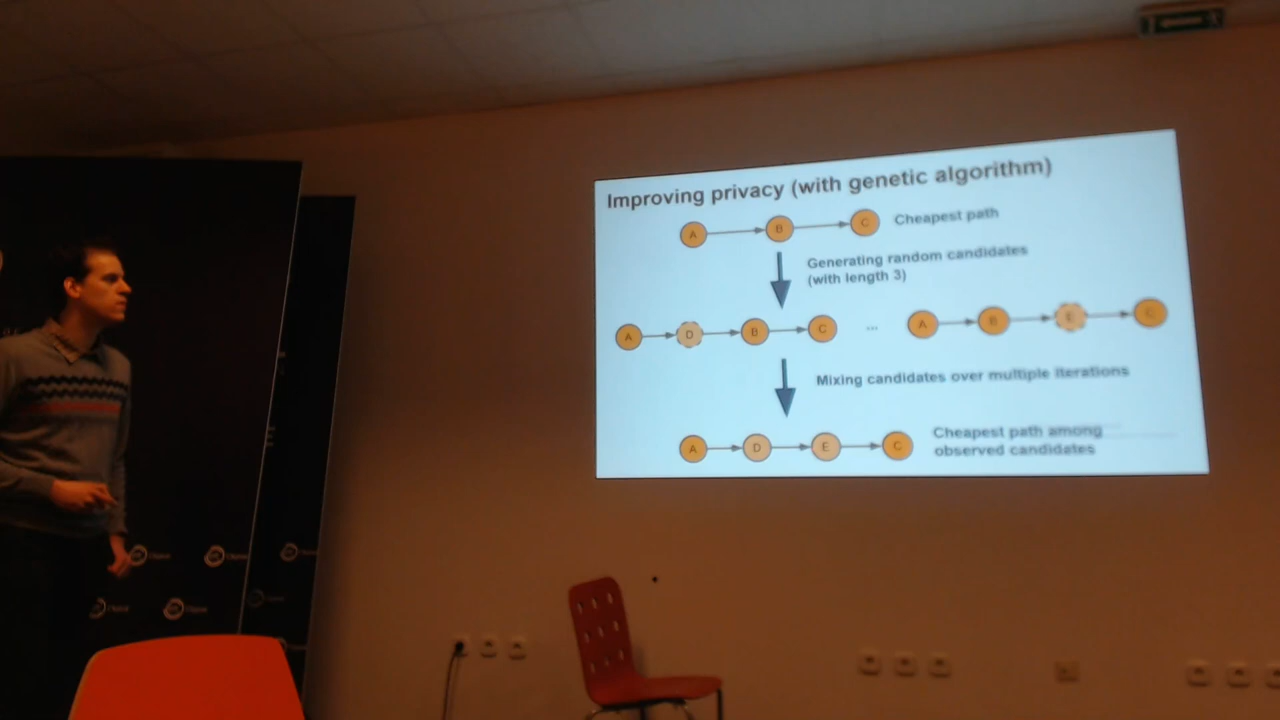 Improving privacy (with genetic algorithm)
A B C Cheapest path
Generating random candidates
(with length 3)
A D B C ... A B E C
Mixing candidates over multiple iterations
A D E C
Cheapest path among
observed candidates